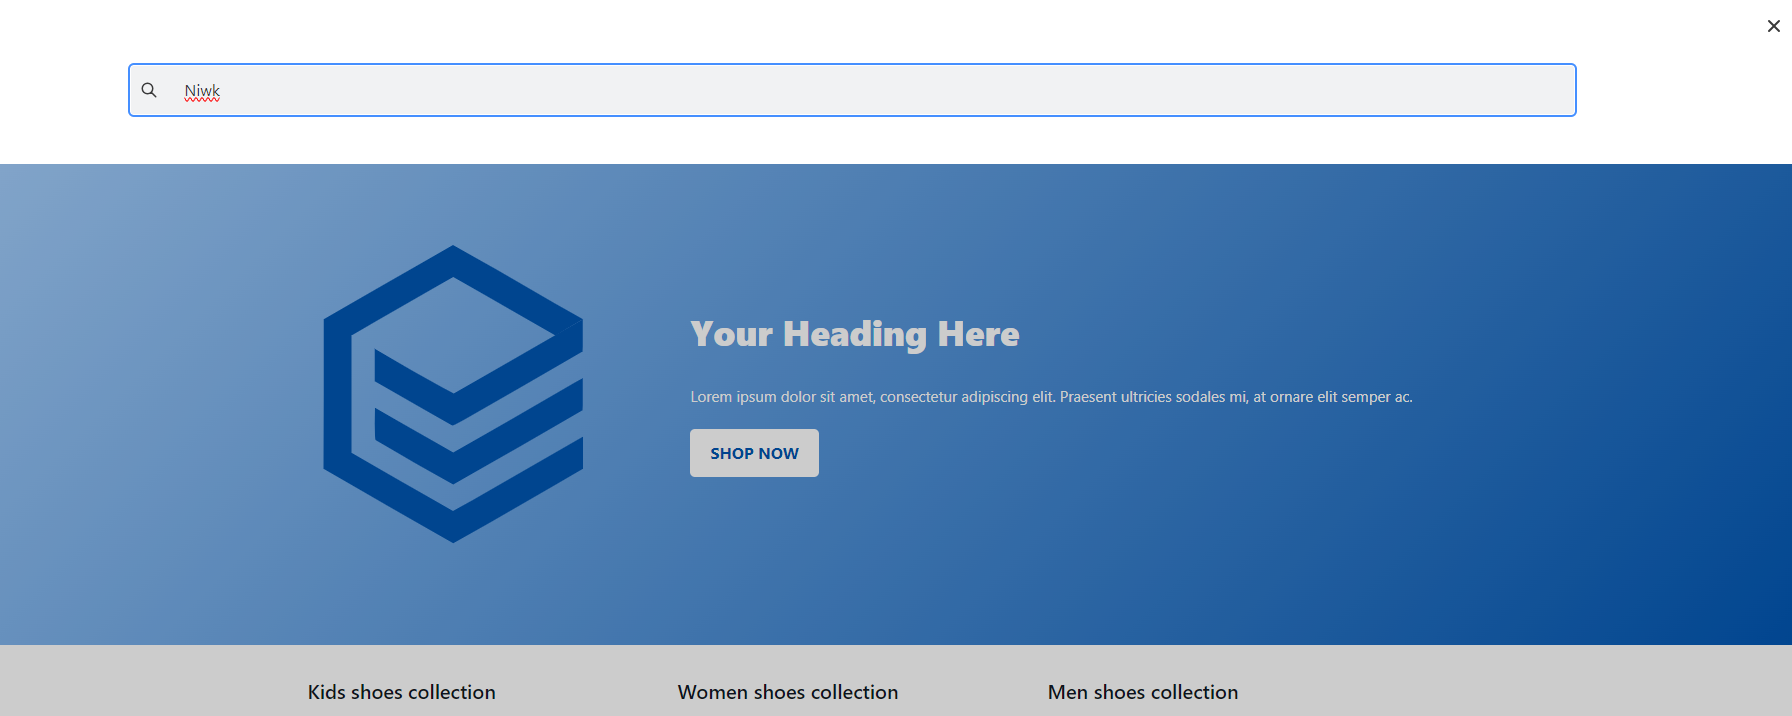 Niwk
Your Heading Here
Lorem ipsum dolor sit amet, consectetur adipiscing elit. Praesent ultricies sodales mi, at ornare elit semper ac.
SHOP NOW
Kids shoes collection
Women shoes collection
Men shoes collection